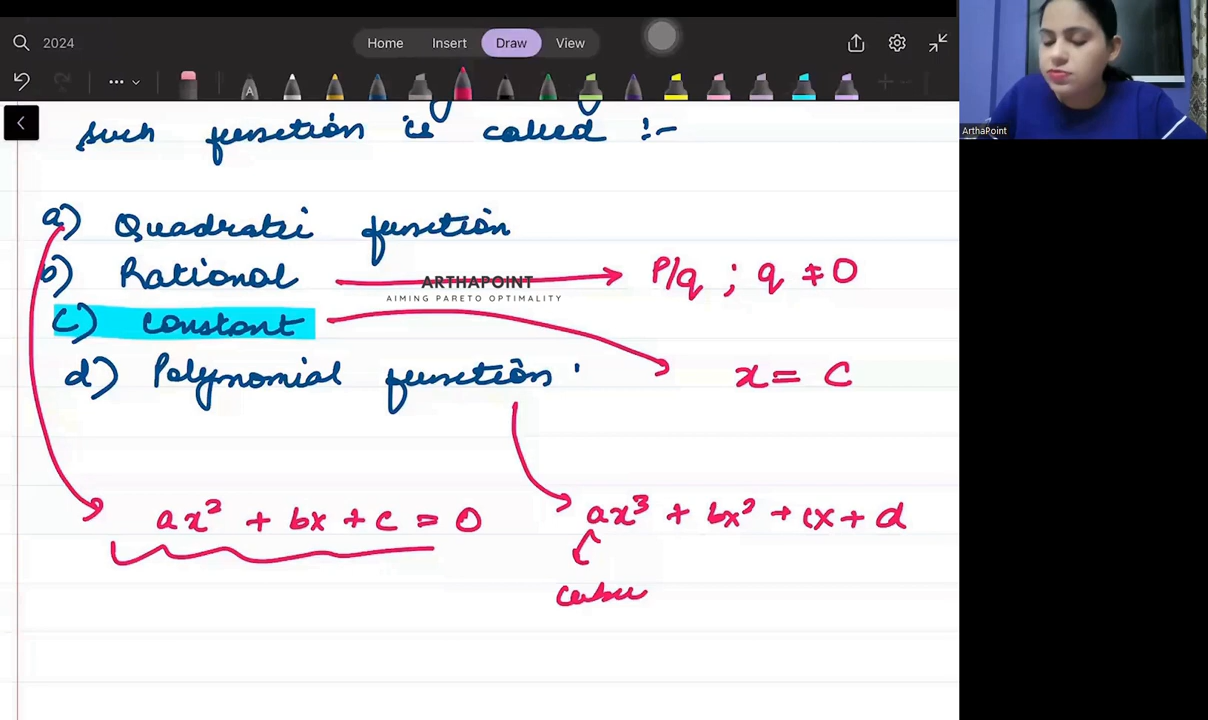 2024
Home Insert Draw View
such function is called :-
a) Quadratic function
b) Rational
P/q ; q ≠ 0
ARTHAPOINT
AIMING PARETO OPTIMALITY
c) constant
x = c
d) Polynomial function
ax² + bx + c = 0
ax³ + bx² + cx + d
ArthaPoint